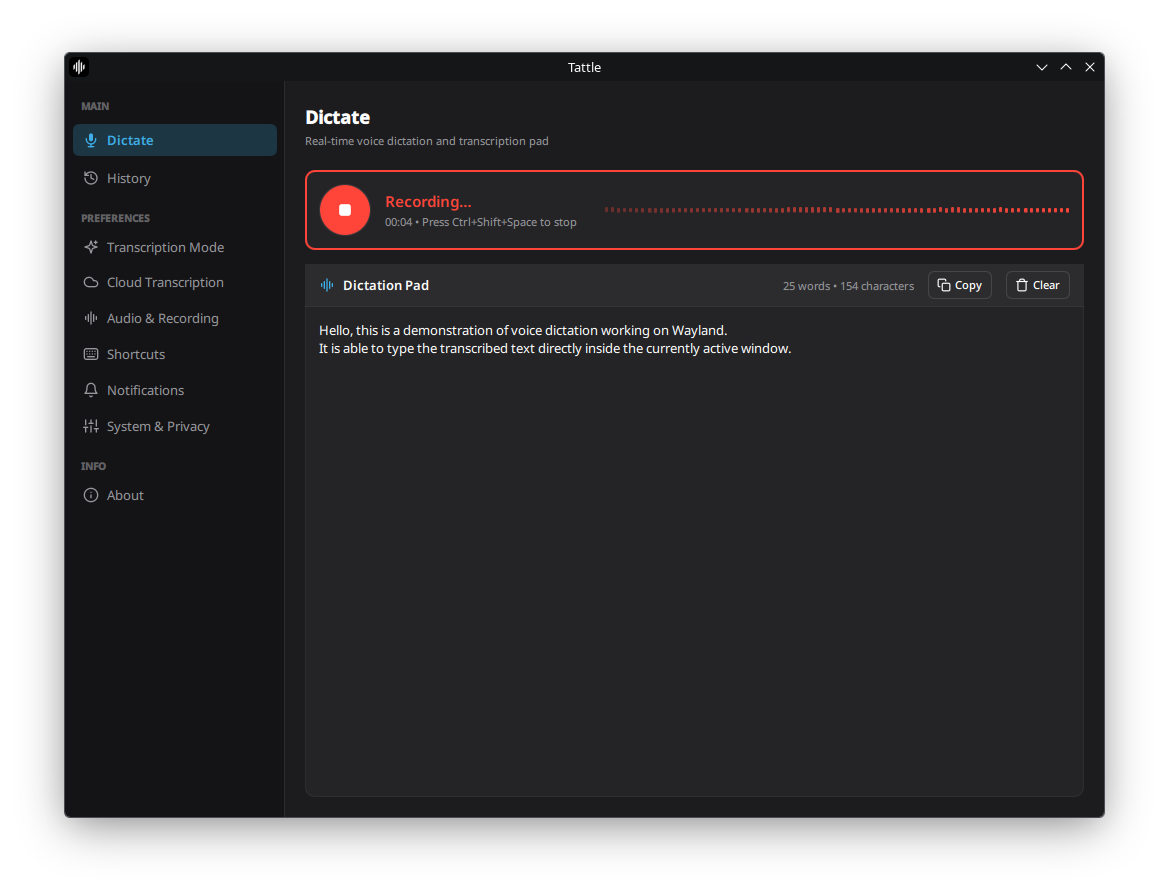 Tattle
MAIN
Dictate
History
PREFERENCES
Transcription Mode
Cloud Transcription
Audio & Recording
Shortcuts
Notifications
System & Privacy
INFO
About
Dictate
Real-time voice dictation and transcription pad
Recording...
00:04 • Press Ctrl+Shift+Space to stop
Dictation Pad
25 words • 154 characters
Copy
Clear
Hello, this is a demonstration of voice dictation working on Wayland.
It is able to type the transcribed text directly inside the currently active window.